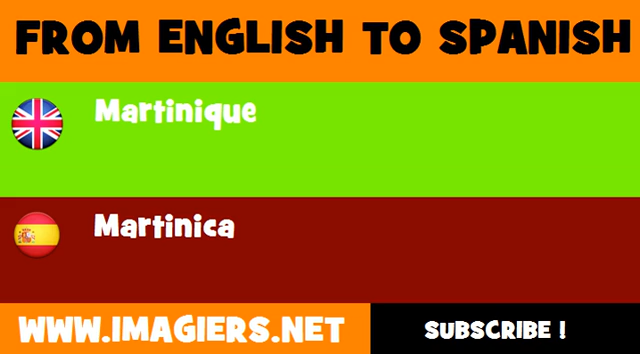 FROM ENGLISH TO SPANISH
Martinique
Martinica
WWW.IMAGIERS.NET
SUBSCRIBE !